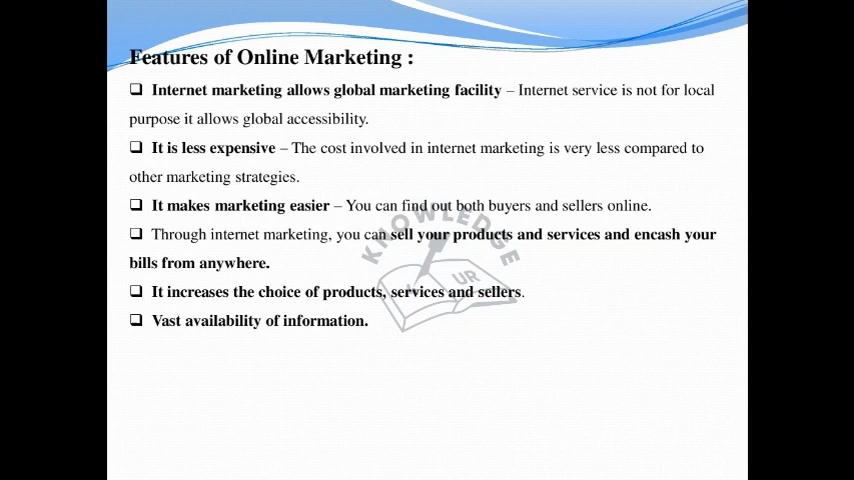 Features of Online Marketing :
❑ Internet marketing allows global marketing facility – Internet service is not for local
purpose it allows global accessibility.
❑ It is less expensive – The cost involved in internet marketing is very less compared to
other marketing strategies.
❑ It makes marketing easier – You can find out both buyers and sellers online.
❑ Through internet marketing, you can sell your products and services and encash your
bills from anywhere.
❑ It increases the choice of products, services and sellers.
❑ Vast availability of information.
KNOWLEDGE
UR